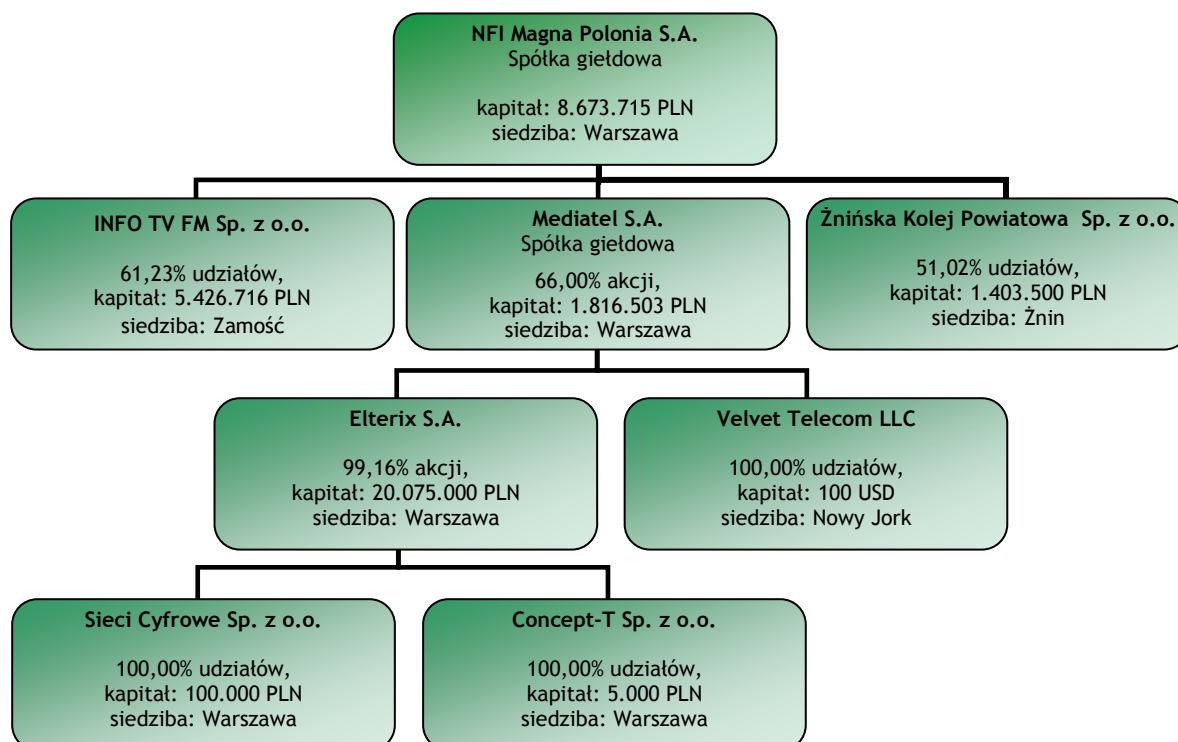 NFI Magna Polonia S.A.
Spółka giełdowa
kapitał: 8.673.715 PLN
siedziba: Warszawa
INFO TV FM Sp. z o.o.
61,23% udziałów,
kapitał: 5.426.716 PLN
siedziba: Zamość
Mediatel S.A.
Spółka giełdowa
66,00% akcji,
kapitał: 1.816.503 PLN
siedziba: Warszawa
Żnińska Kolej Powiatowa Sp. z o.o.
51,02% udziałów,
kapitał: 1.403.500 PLN
siedziba: Żnin
Elterix S.A.
99,16% akcji,
kapitał: 20.075.000 PLN
siedziba: Warszawa
Velvet Telecom LLC
100,00% udziałów,
kapitał: 100 USD
siedziba: Nowy Jork
Sieci Cyfrowe Sp. z o.o.
100,00% udziałów,
kapitał: 100.000 PLN
siedziba: Warszawa
Concept-T Sp. z o.o.
100,00% udziałów,
kapitał: 5.000 PLN
siedziba: Warszawa